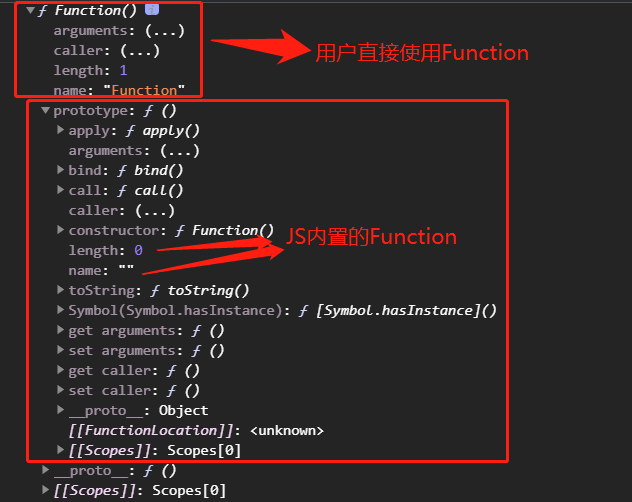 ƒ Function() i
arguments: (...)
caller: (...)
length: 1
name: "Function"
用户直接使用Function
prototype: ƒ ()
apply: ƒ apply()
arguments: (...)
bind: ƒ bind()
call: ƒ call()
caller: (...)
constructor: ƒ Function()
length: 0
name: ""
JS内置的Function
toString: ƒ toString()
Symbol(Symbol.hasInstance): ƒ [Symbol.hasInstance]()
get arguments: ƒ ()
set arguments: ƒ ()
get caller: ƒ ()
set caller: ƒ ()
__proto__: Object
[[FunctionLocation]]: <unknown>
[[Scopes]]: Scopes[0]
__proto__: ƒ ()
[[Scopes]]: Scopes[0]